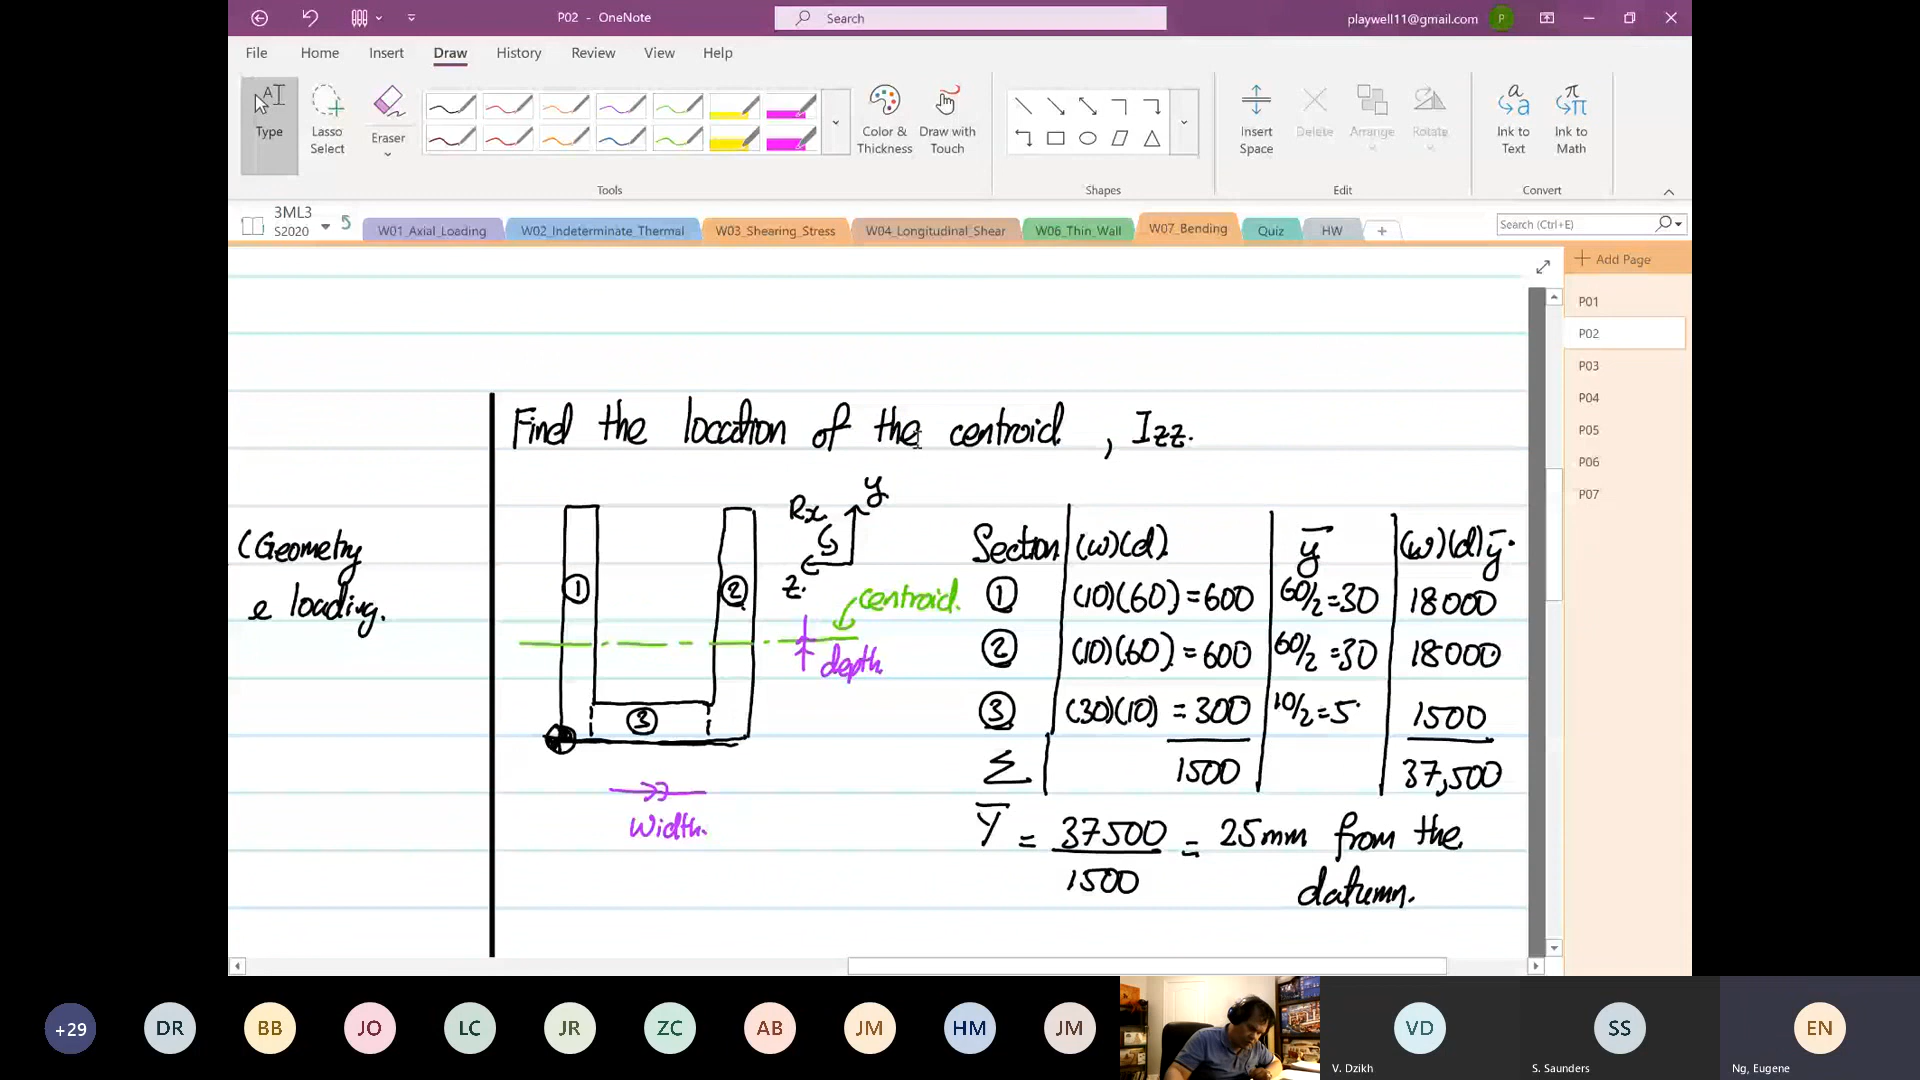 P02 - OneNote
Search
playwell11@gmail.com
P
File Home Insert Draw History Review View Help
Type
Lasso Select
Eraser
Color & Thickness
Draw with Touch
Insert Space
Delete
Arrange
Rotate
Ink to Text
Ink to Math
Tools
Shapes
Edit
Convert
3ML3 S2020
W01_Axial_Loading
W02_Indeterminate_Thermal
W03_Shearing_Stress
W04_Longitudinal_Shear
W06_Thin_Wall
W07_Bending
Quiz
HW
+
Search (Ctrl+E)
Add Page
P01
P02
P03
P04
P05
P06
P07
Find the location of the centroid , Izz.
(Geometry
e loading.
① ② ③
Rx y
z.
centroid.
depth
Width.
Section (w)(d). ȳ (w)(d)ȳ.
① (10)(60)=600 60/2=30 18000
② (10)(60)=600 60/2=30 18000
③ (30)(10)=300 10/2=5. 1500
Σ 1500 37,500
Ȳ = 37500 / 1500 = 25mm from the
datumn.
+29 DR BB JO LC JR ZC AB JM HM JM VD SS EN
V. Dzikh
S. Saunders
Ng, Eugene